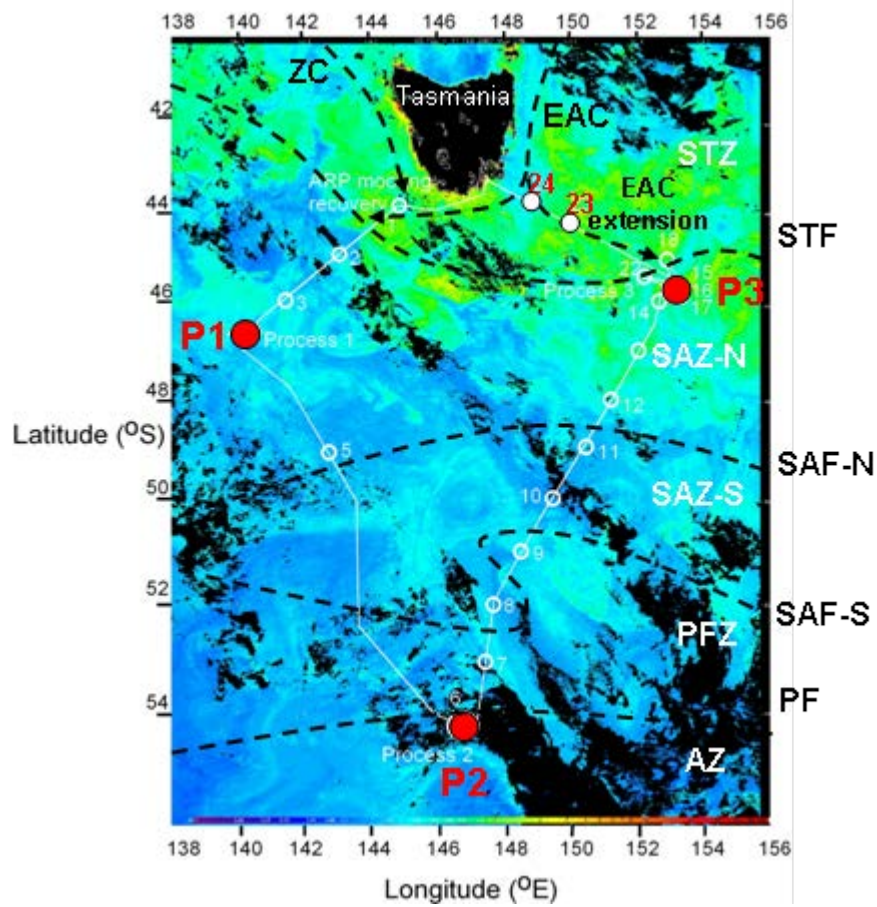 138 140 142 144 146 148 150 152 154 156
ZC
Tasmania
EAC
42
STZ
ARP mooring
recovery
24
EAC
23
extension
44
1
STF
2
18
22
15
Process 3
P3
16
46
3
14
17
P1
Process 1
SAZ-N
48
12
Latitude (°S)
5
11
SAF-N
50
10
SAZ-S
9
52
8
SAF-S
PFZ
7
PF
54
6
Process 2
AZ
P2
138 140 142 144 146 148 150 152 154 156
Longitude (°E)